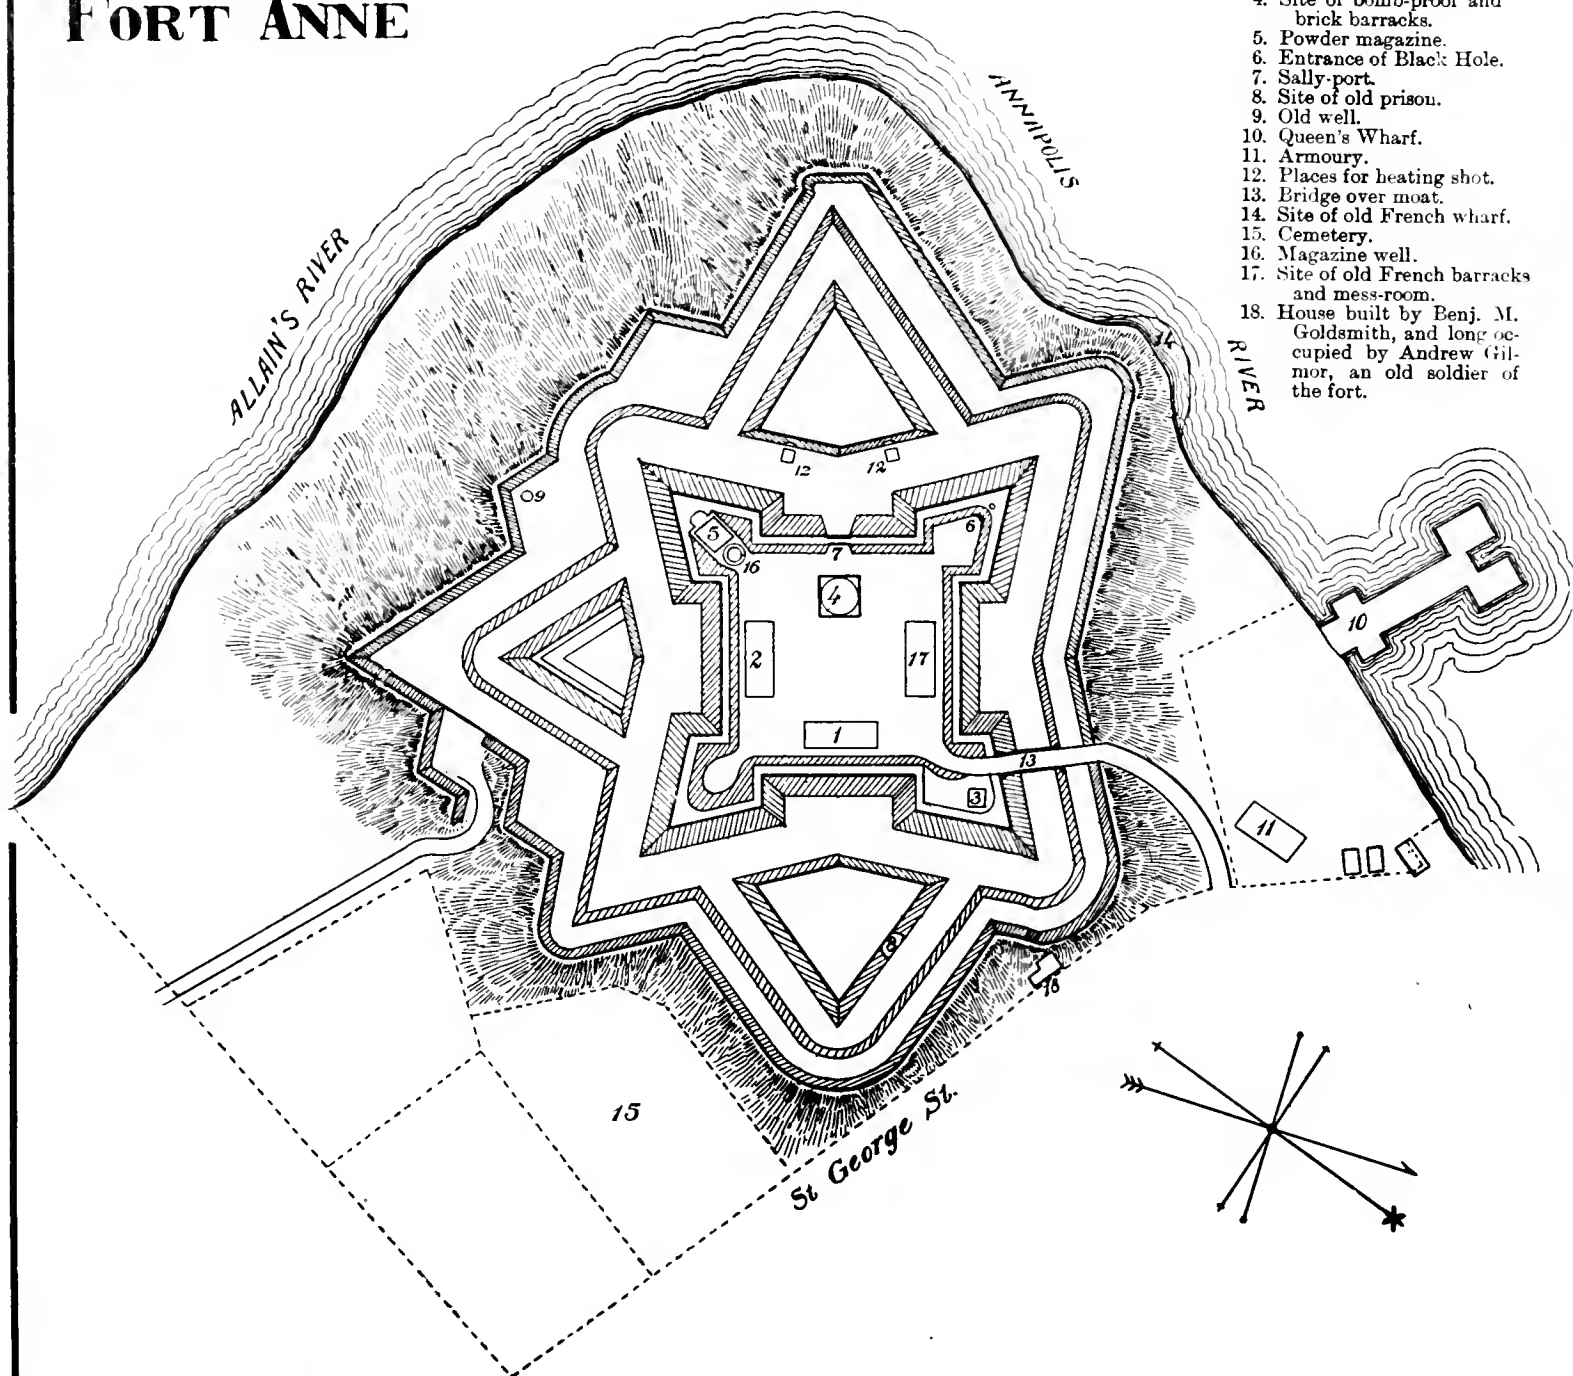 FORT ANNE
4. Site of bomb-proof and
brick barracks.
5. Powder magazine.
6. Entrance of Black Hole.
7. Sally-port.
8. Site of old prison.
9. Old well.
10. Queen's Wharf.
11. Armoury.
12. Places for heating shot.
13. Bridge over moat.
14. Site of old French wharf.
15. Cemetery.
16. Magazine well.
17. Site of old French barracks
and mess-room.
18. House built by Benj. M.
Goldsmith, and long oc-
cupied by Andrew Gil-
mor, an old soldier of
the fort.
ANNAPOLIS
RIVER
ALLAIN'S RIVER
14
12
12
9
5
6
7
16
4
10
2
17
1
13
3
11
8
18
15
St George St.